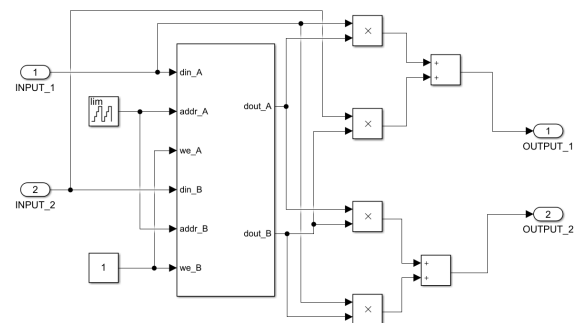 1
INPUT_1
lim
2
INPUT_2
1
din_A
addr_A
we_A
din_B
addr_B
we_B
dout_A
dout_B
×
×
×
×
+
+
+
+
1
OUTPUT_1
2
OUTPUT_2